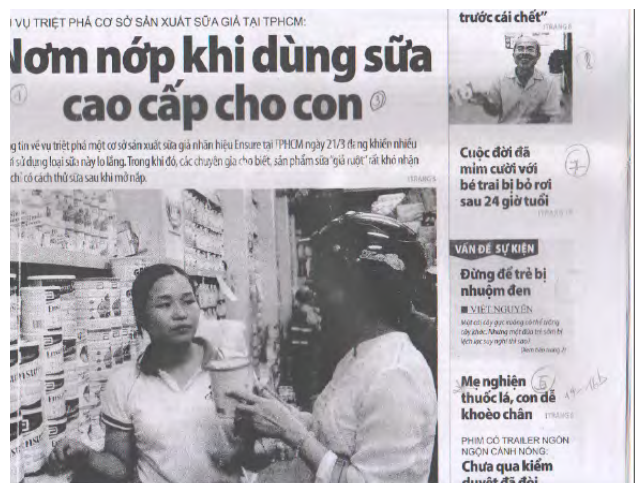 VỤ TRIỆT PHÁ CƠ SỞ SẢN XUẤT SỮA GIẢ TẠI TPHCM:
Nơm nớp khi dùng sữa
cao cấp cho con
tin về vụ triệt phá một cơ sở sản xuất sữa giả nhãn hiệu Ensure tại TPHCM ngày 21/3 đang khiến nhiều
sử dụng loại sữa này lo lắng. Trong khi đó, các chuyên gia cho biết, sản phẩm sữa "giả ruột" rất khó nhận
chỉ có cách thử sữa sau khi mở nắp.
trước cái chết"
Cuộc đời đã
mỉm cười với
bé trai bị bỏ rơi
sau 24 giờ tuổi
VẤN ĐỀ SỰ KIỆN
Đừng để trẻ bị
nhuộm đen
VIỆT NGUYỄN
Mẹ nghiện
thuốc lá, con dễ
khoèo chân
PHIM CÓ TRAILER NGÔN
NGỘN CẢNH NÓNG:
Chưa qua kiểm
duyệt đã đòi